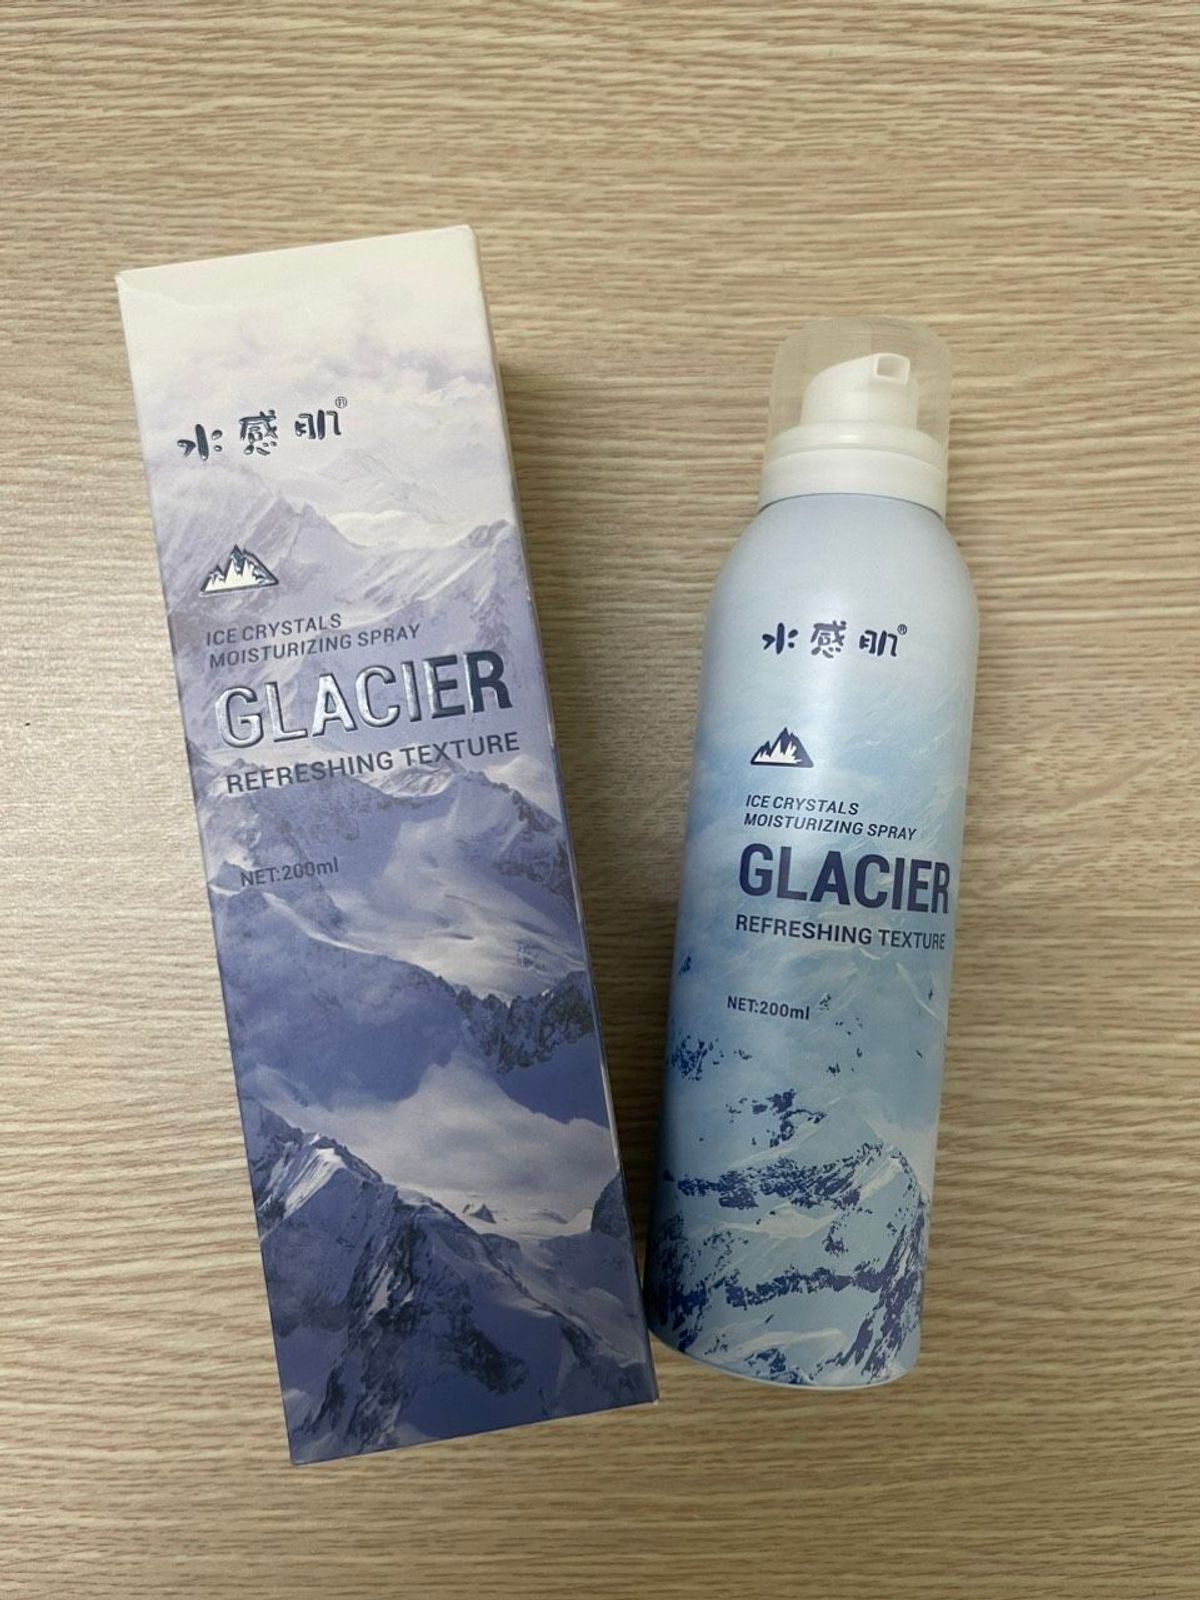 水感肌®
ICE CRYSTALS
MOISTURIZING SPRAY
GLACIER
REFRESHING TEXTURE
NET:200ml
水感肌®
ICE CRYSTALS
MOISTURIZING SPRAY
GLACIER
REFRESHING TEXTURE
NET:200ml